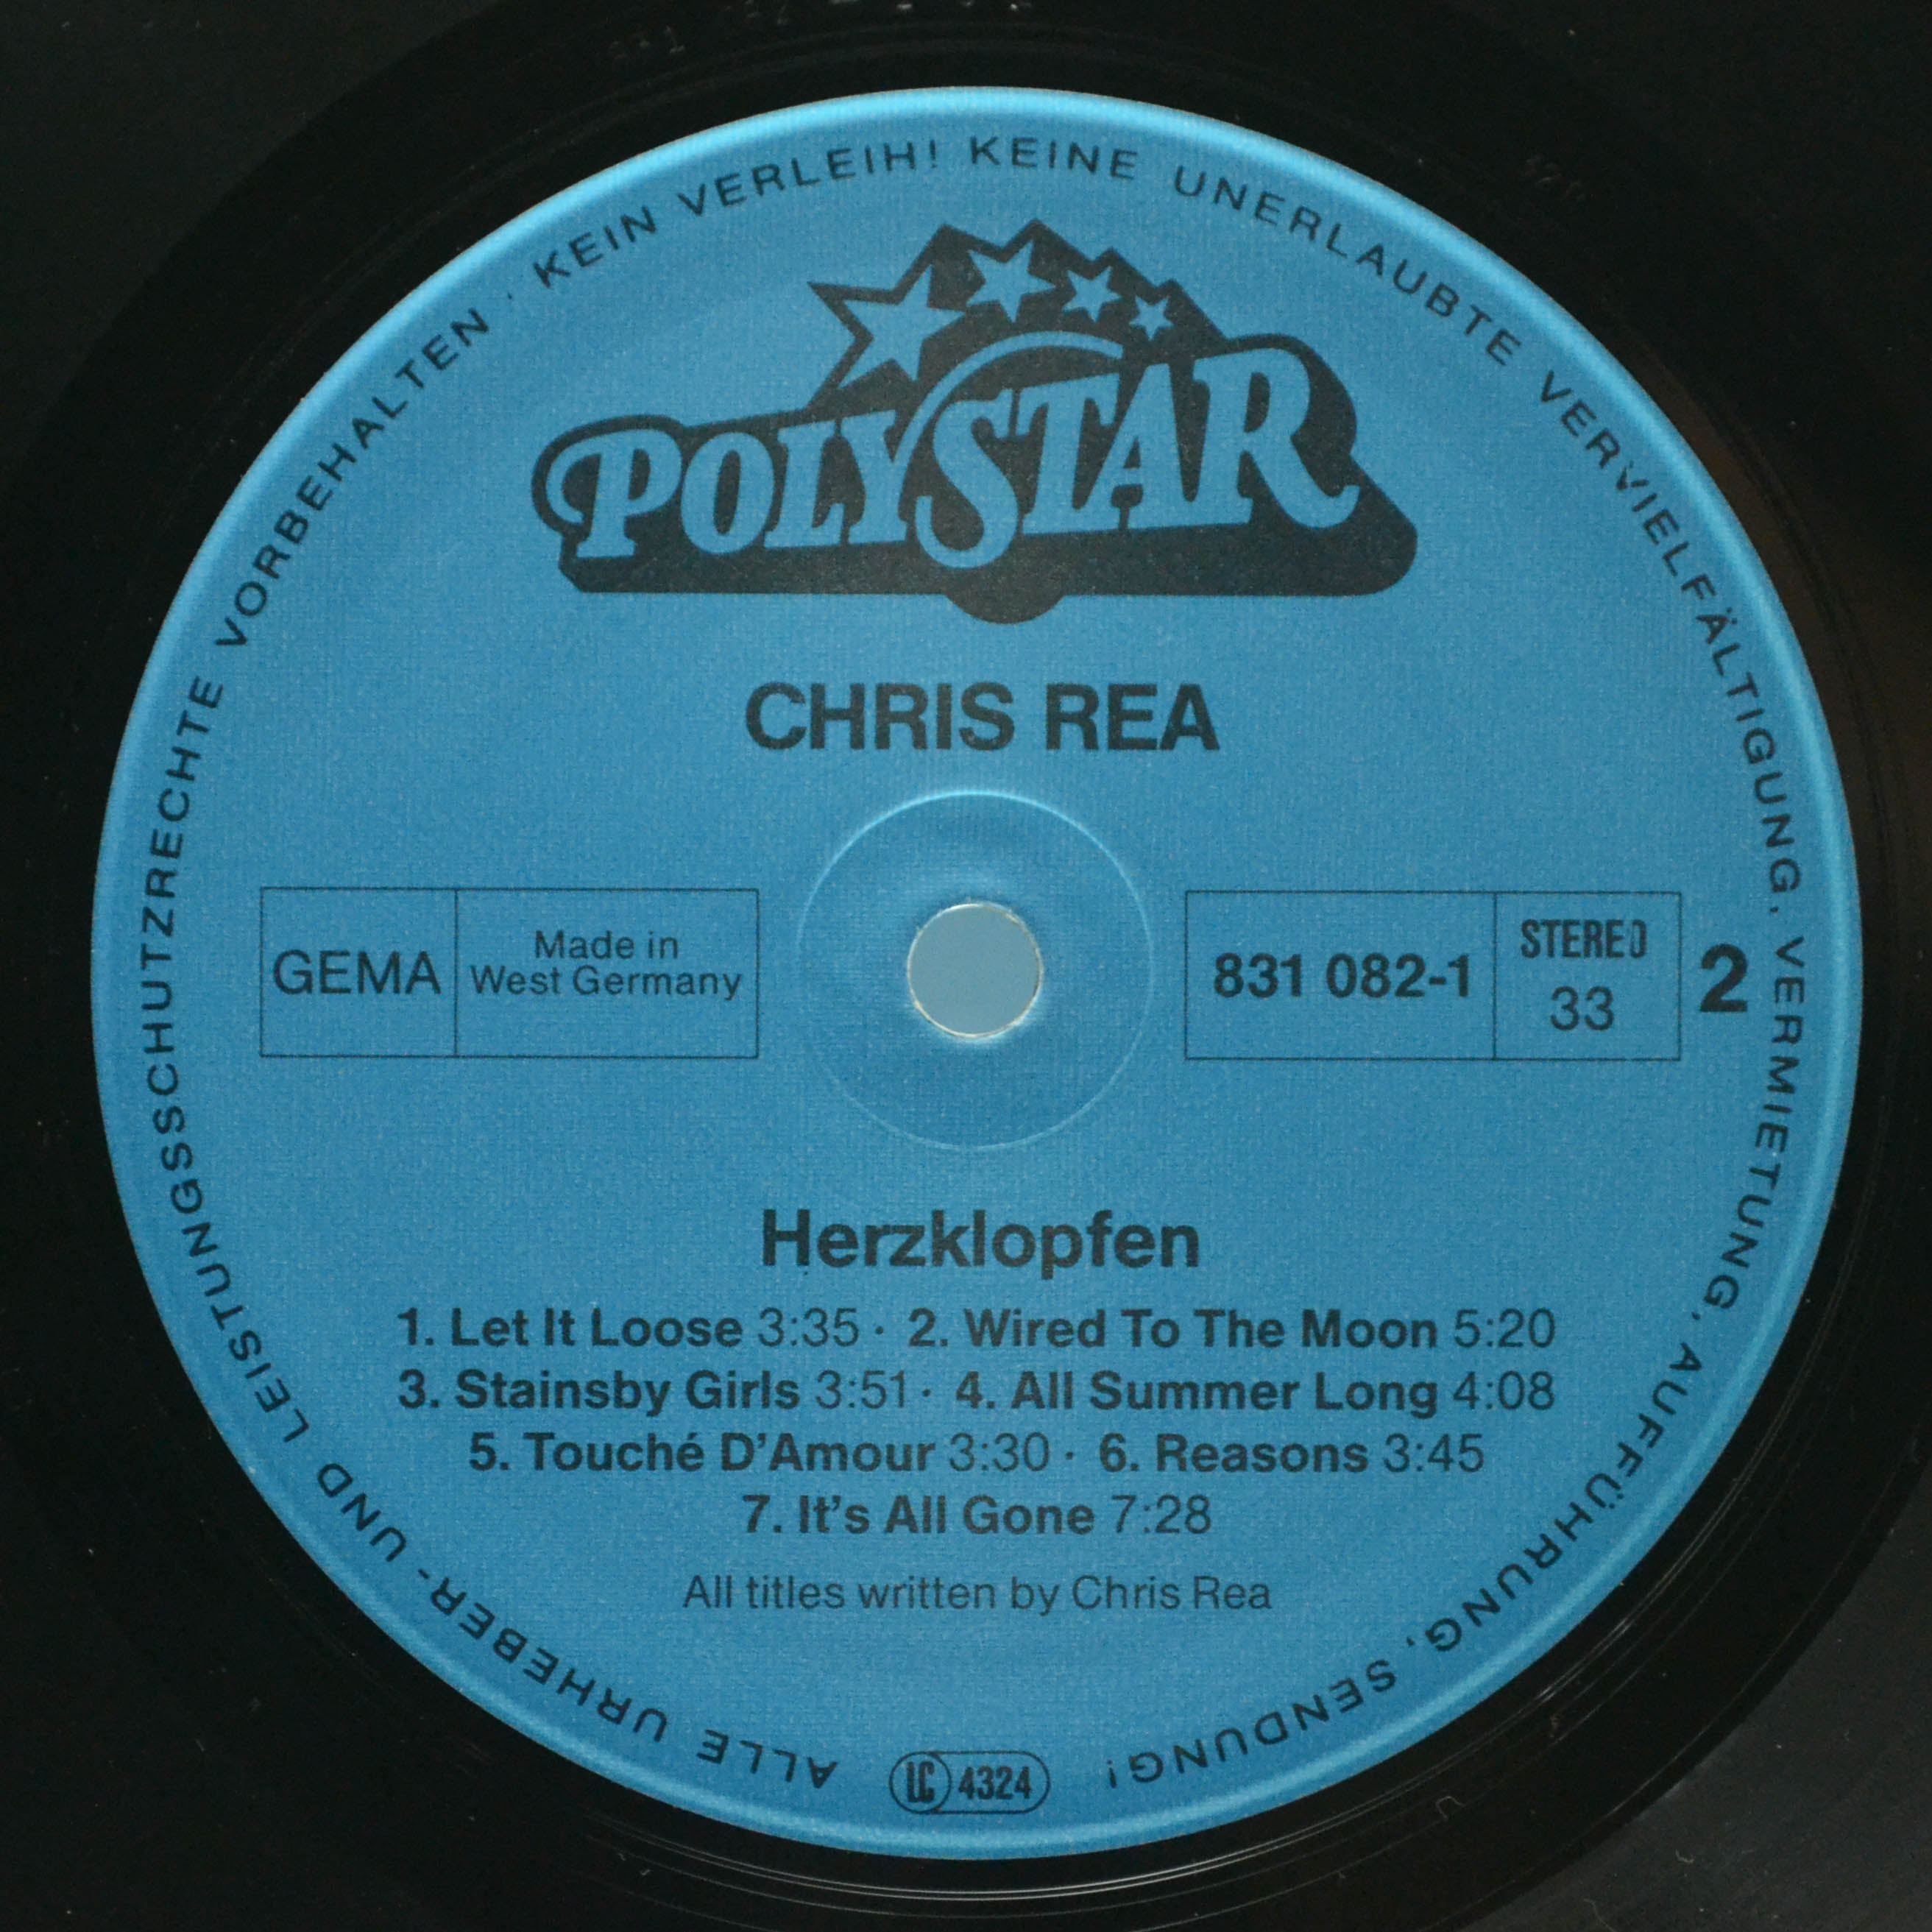 ALLE URHEBER- UND LEISTUNGSSCHUTZRECHTE VORBEHALTEN · KEIN VERLEIH! KEINE UNERLAUBTE VERVIELFÄLTIGUNG, VERMIETUNG, AUFFÜHRUNG, SENDUNG!
POLYSTAR
CHRIS REA
GEMA
Made in
West Germany
831 082-1
STEREO
33
2
Herzklopfen
1. Let It Loose 3:35 · 2. Wired To The Moon 5:20
3. Stainsby Girls 3:51 · 4. All Summer Long 4:08
5. Touché D'Amour 3:30 · 6. Reasons 3:45
7. It's All Gone 7:28
All titles written by Chris Rea
LC 4324